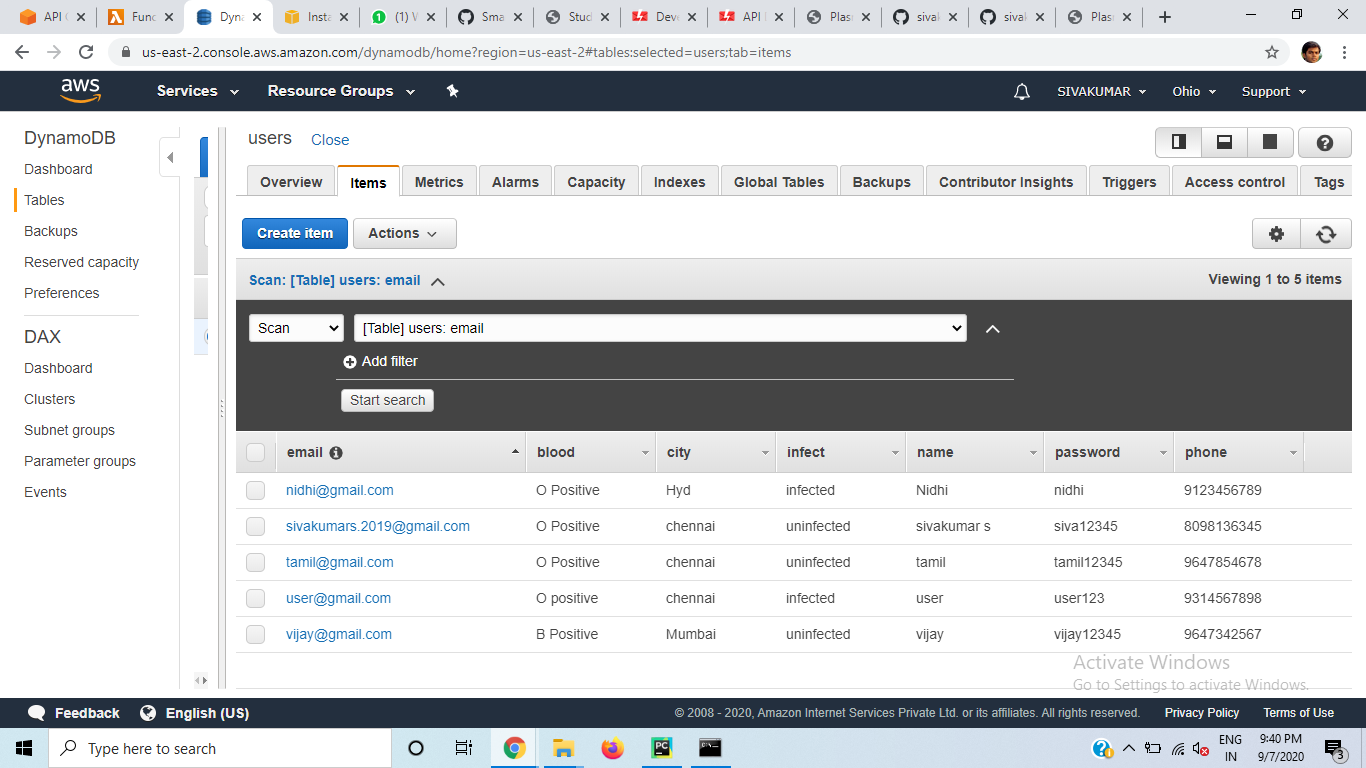 API G Func Dyna Insta (1) W Sma Stud Deve API Plas sival sival Plas
us-east-2.console.aws.amazon.com/dynamodb/home?region=us-east-2#tables:selected=users;tab=items
aws Services Resource Groups SIVAKUMAR Ohio Support
DynamoDB
Dashboard
Tables
Backups
Reserved capacity
Preferences
DAX
Dashboard
Clusters
Subnet groups
Parameter groups
Events
users Close
Overview Items Metrics Alarms Capacity Indexes Global Tables Backups Contributor Insights Triggers Access control Tags
Create item Actions
Scan: [Table] users: email Viewing 1 to 5 items
Scan [Table] users: email
Add filter
Start search
email blood city infect name password phone
nidhi@gmail.com O Positive Hyd infected Nidhi nidhi 9123456789
sivakumars.2019@gmail.com O Positive chennai uninfected sivakumar s siva12345 8098136345
tamil@gmail.com O Positive chennai uninfected tamil tamil12345 9647854678
user@gmail.com O positive chennai infected user user123 9314567898
vijay@gmail.com B Positive Mumbai uninfected vijay vijay12345 9647342567
Activate Windows
Go to Settings to activate Windows.
Feedback English (US) © 2008 - 2020, Amazon Internet Services Private Ltd. or its affiliates. All rights reserved. Privacy Policy Terms of Use
Type here to search
ENG
IN
9:40 PM
9/7/2020
3